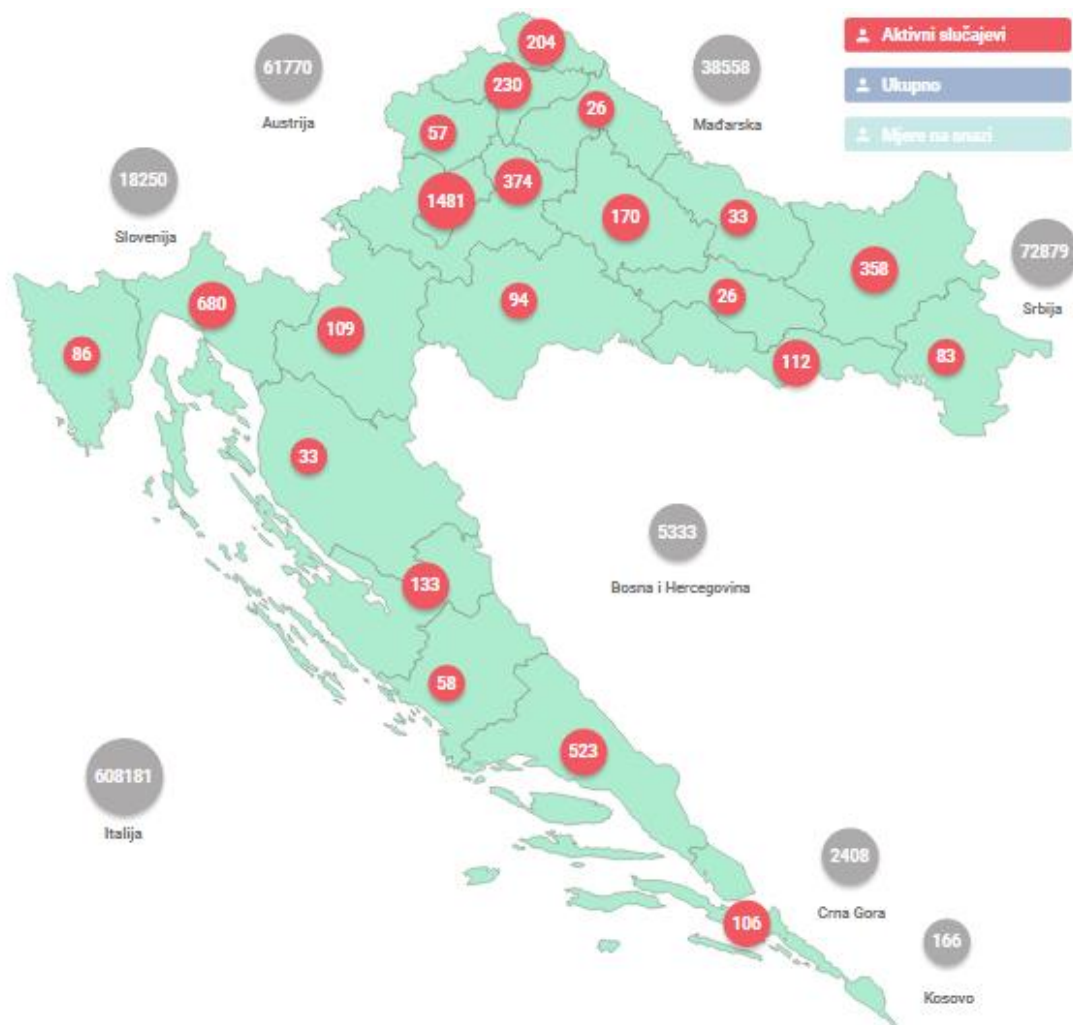 204
Aktivni slučajevi
61770
Austrija
38558
Mađarska
230
Ukupno
26
57
Mjere na snazi
18250
Slovenija
374
1481
170
33
72879
Srbija
358
680
94
26
109
86
112
83
33
5333
Bosna i Hercegovina
133
58
523
608181
Italija
2408
Crna Gora
106
166
Kosovo